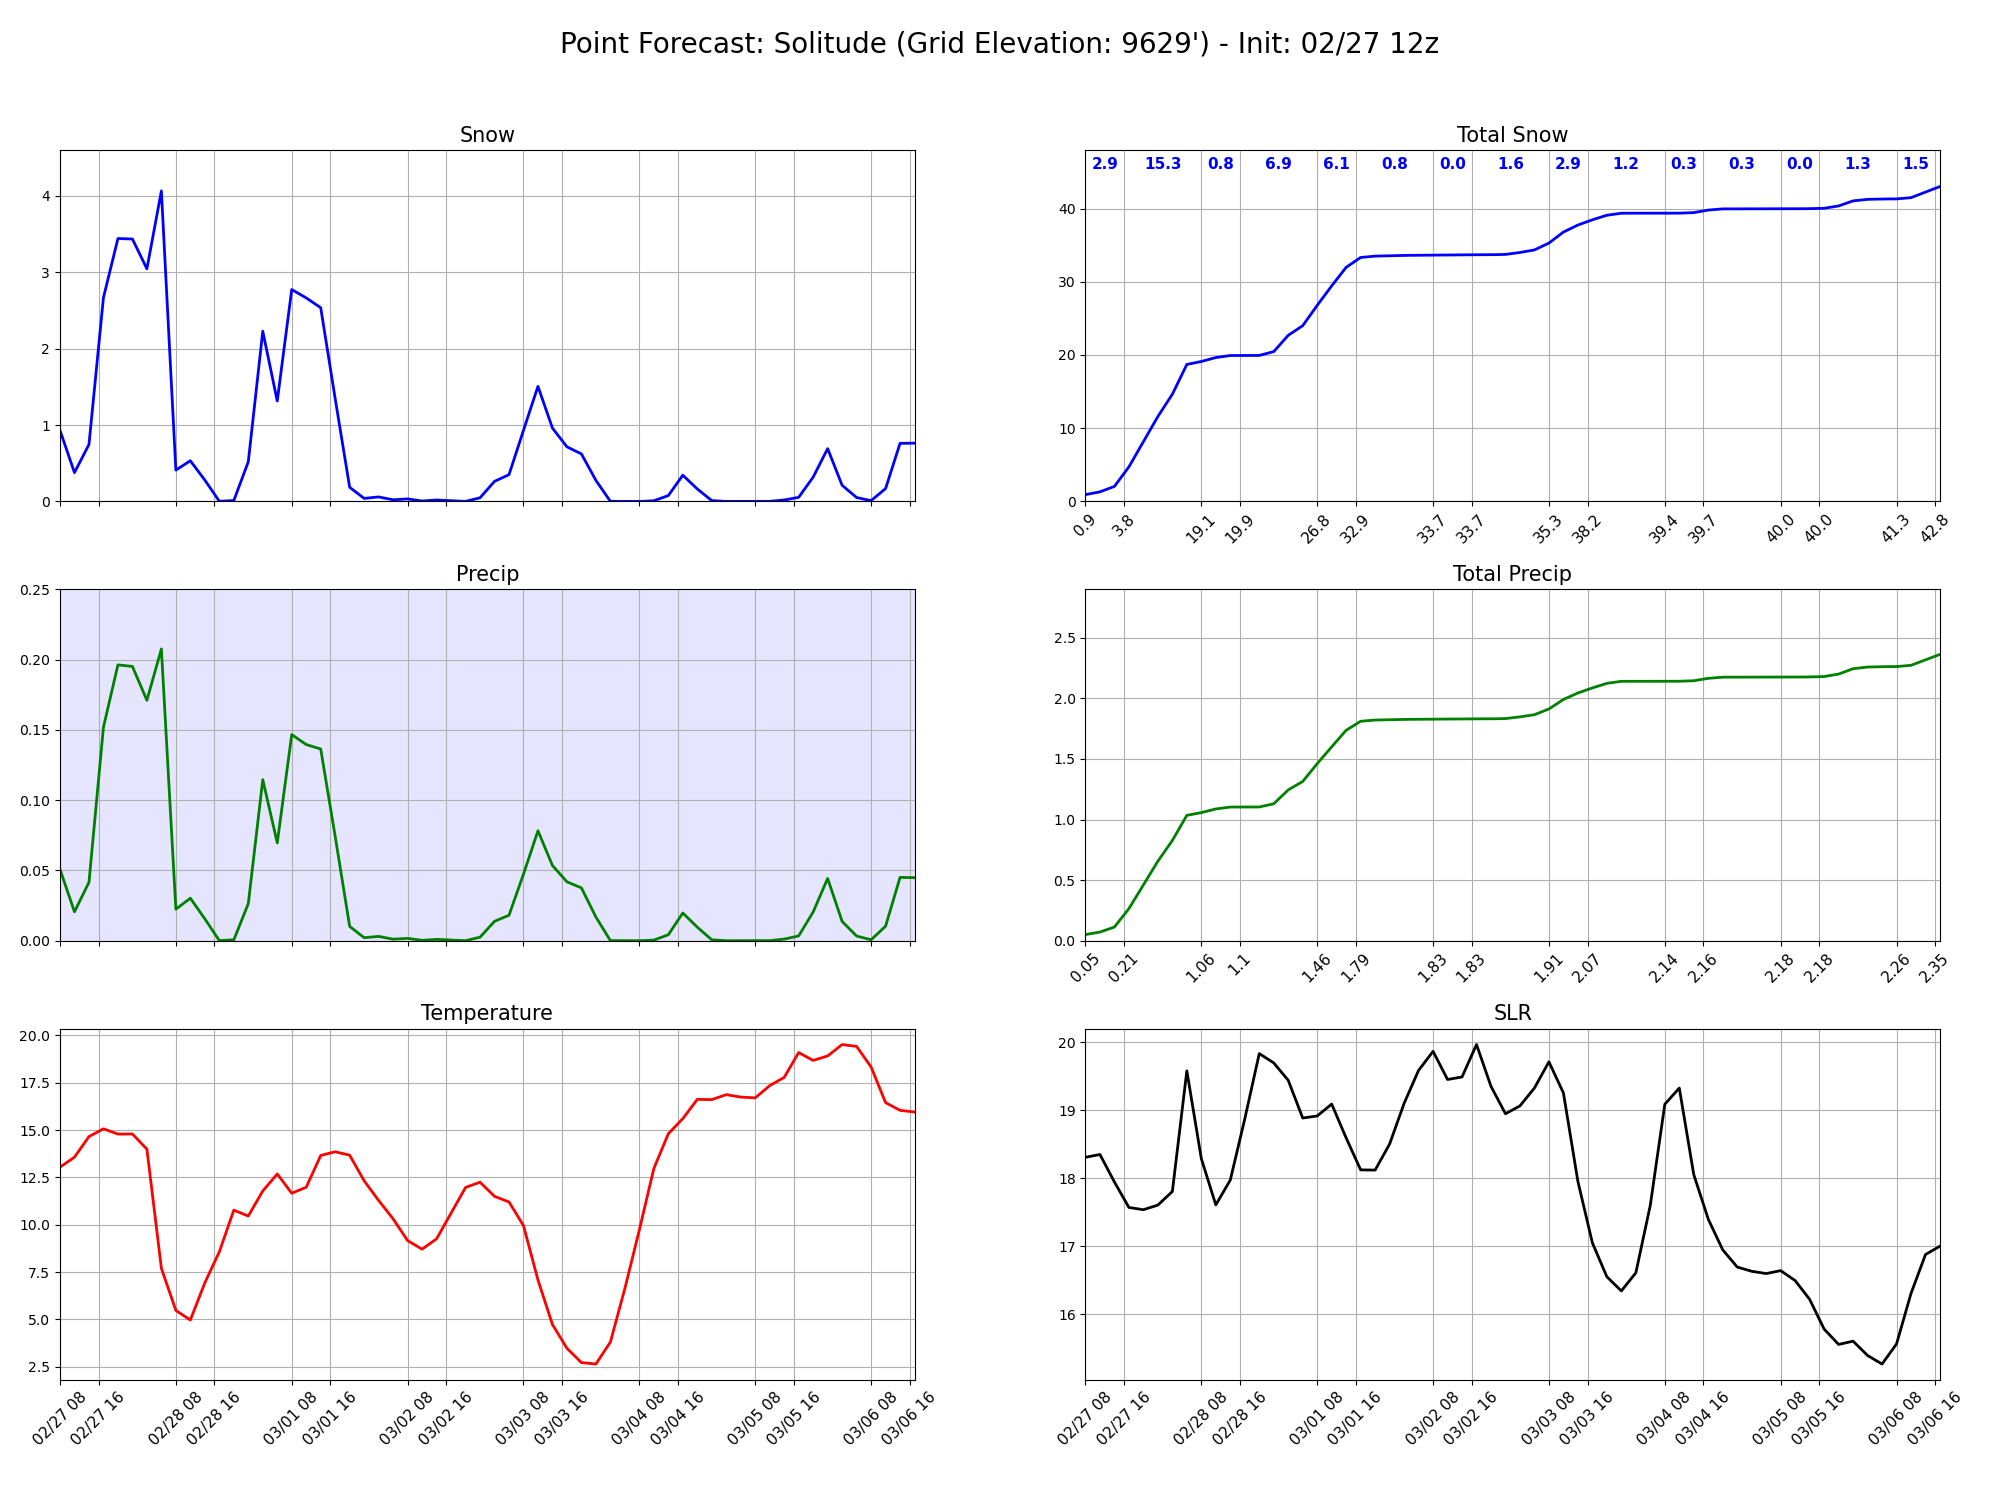 Point Forecast: Solitude (Grid Elevation: 9629') - Init: 02/27 12z
Snow
4
3
2
1
0
Total Snow
2.9 15.3 0.8 6.9 6.1 0.8 0.0 1.6 2.9 1.2 0.3 0.3 0.0 1.3 1.5
40
30
20
10
0
0.9 3.8 19.1 19.9 26.8 32.9 33.7 33.7 35.3 38.2 39.4 39.7 40.0 40.0 41.3 42.8
Precip
0.25
0.20
0.15
0.10
0.05
0.00
Total Precip
2.5
2.0
1.5
1.0
0.5
0.0
0.05 0.21 1.06 1.1 1.46 1.79 1.83 1.83 1.91 2.07 2.14 2.16 2.18 2.18 2.26 2.35
Temperature
20.0
17.5
15.0
12.5
10.0
7.5
5.0
2.5
02/27 08 02/27 16 02/28 08 02/28 16 03/01 08 03/01 16 03/02 08 03/02 16 03/03 08 03/03 16 03/04 08 03/04 16 03/05 08 03/05 16 03/06 08 03/06 16
SLR
20
19
18
17
16
02/27 08 02/27 16 02/28 08 02/28 16 03/01 08 03/01 16 03/02 08 03/02 16 03/03 08 03/03 16 03/04 08 03/04 16 03/05 08 03/05 16 03/06 08 03/06 16